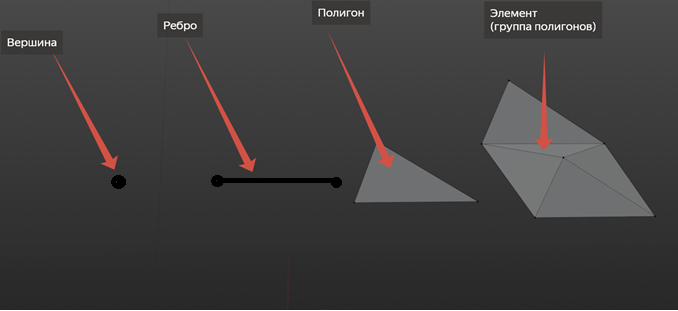 Вершина
Ребро
Полигон
Элемент
(группа полигонов)